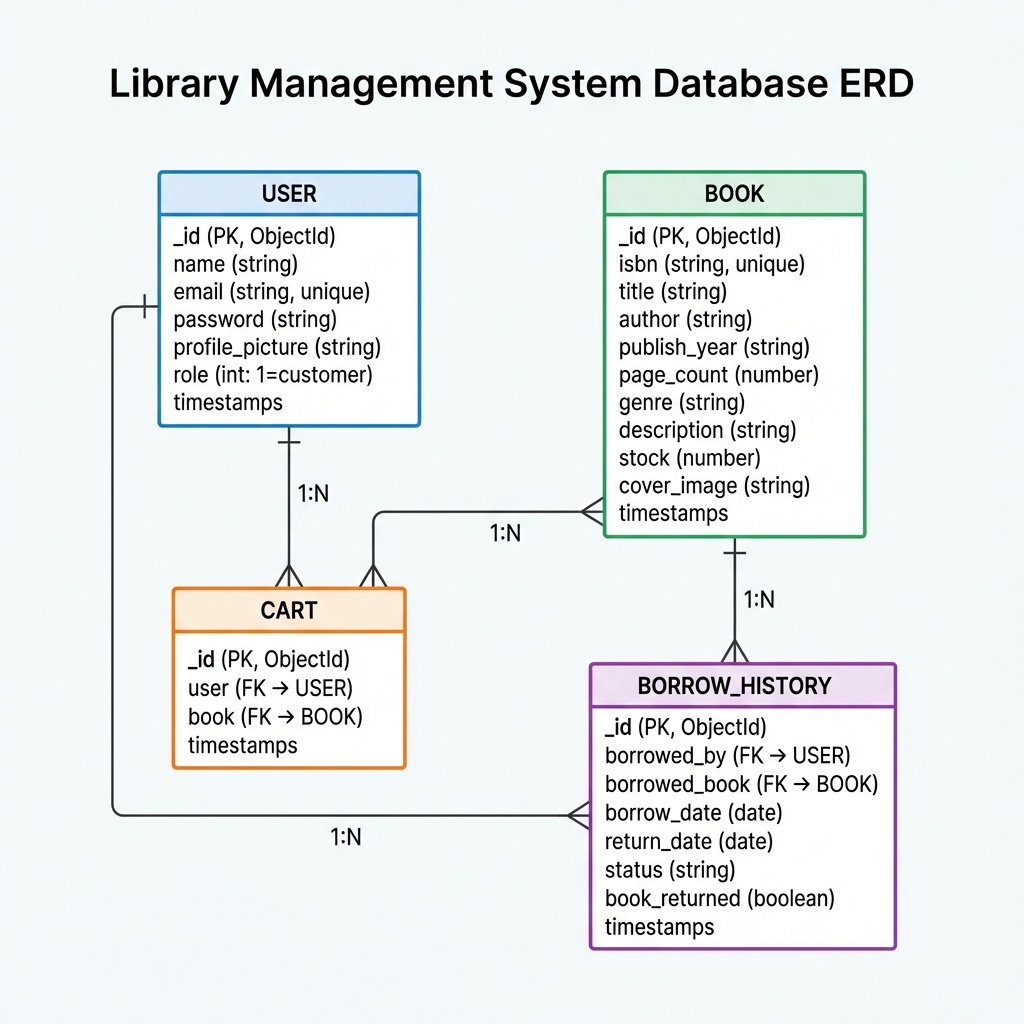 Library Management System Database ERD
USER
_id (PK, ObjectId)
name (string)
email (string, unique)
password (string)
profile_picture (string)
role (int: 1=customer)
timestamps
BOOK
_id (PK, ObjectId)
isbn (string, unique)
title (string)
author (string)
publish_year (string)
page_count (number)
genre (string)
description (string)
stock (number)
cover_image (string)
timestamps
1:N
1:N
1:N
CART
_id (PK, ObjectId)
user (FK → USER)
book (FK → BOOK)
timestamps
BORROW_HISTORY
_id (PK, ObjectId)
borrowed_by (FK → USER)
borrowed_book (FK → BOOK)
borrow_date (date)
return_date (date)
status (string)
book_returned (boolean)
timestamps
1:N